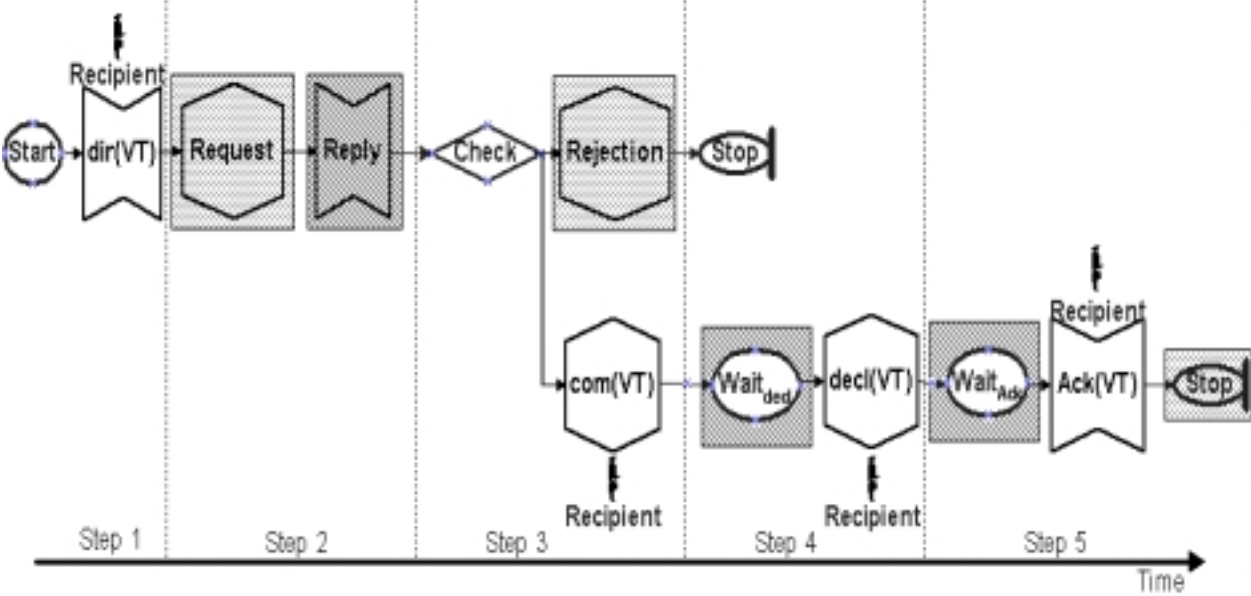 Recipient
Start
dir(VT)
Request
Reply
Check
Rejection
Stop
Recipient
com(VT)
Wait
decl(VT)
Wait
Ack
Ack(VT)
Stop
Recipient
Recipient
Step 1
Step 2
Step 3
Step 4
Step 5
Time